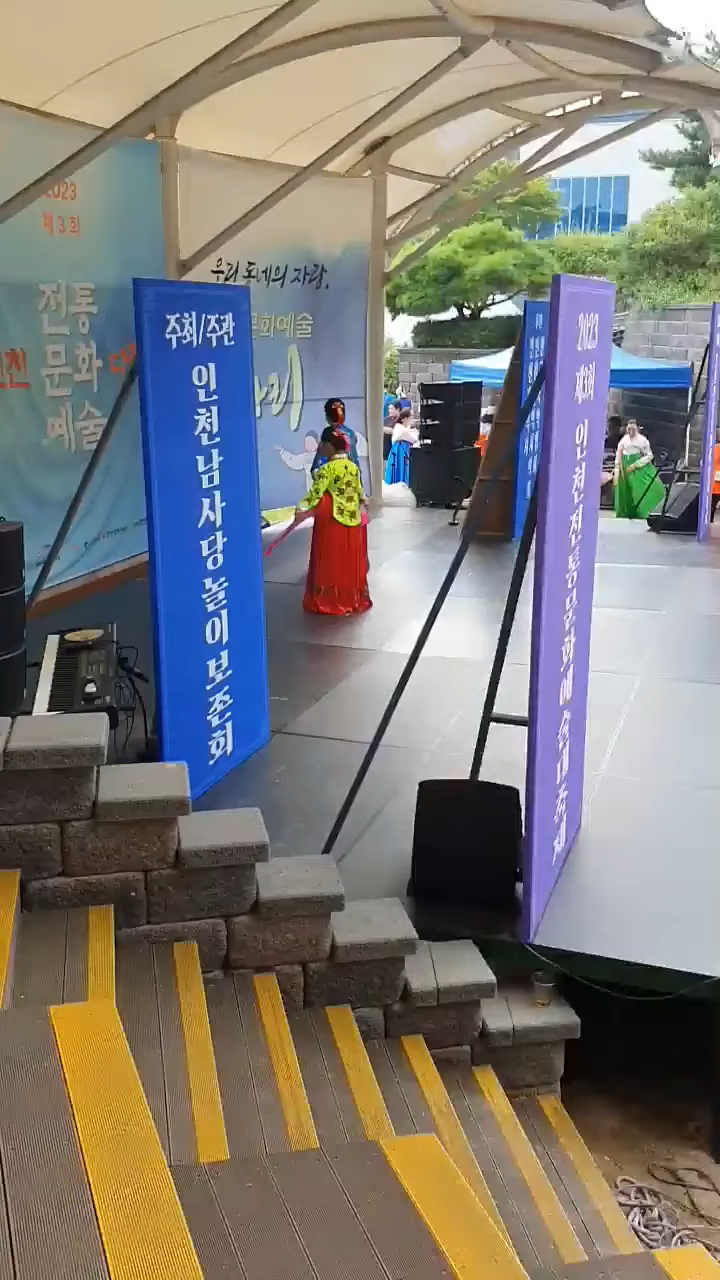 2023
제3회
전통
문화
예술
우리 동네의 자랑,
문화예술
주최/주관
인천남사당놀이보존회
2023
제3회
인천전통문화예술대축제